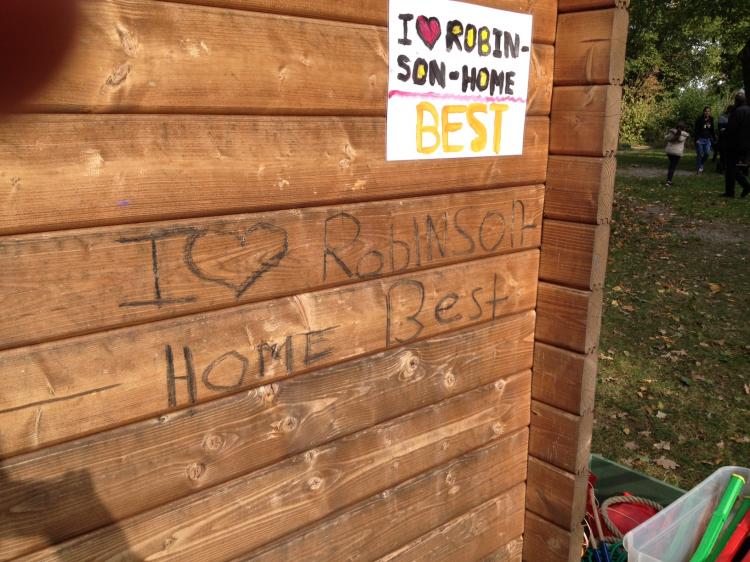 I ❤ ROBIN-
SON-HOME
BEST
I ♡ RobINSON-
— HOME Best